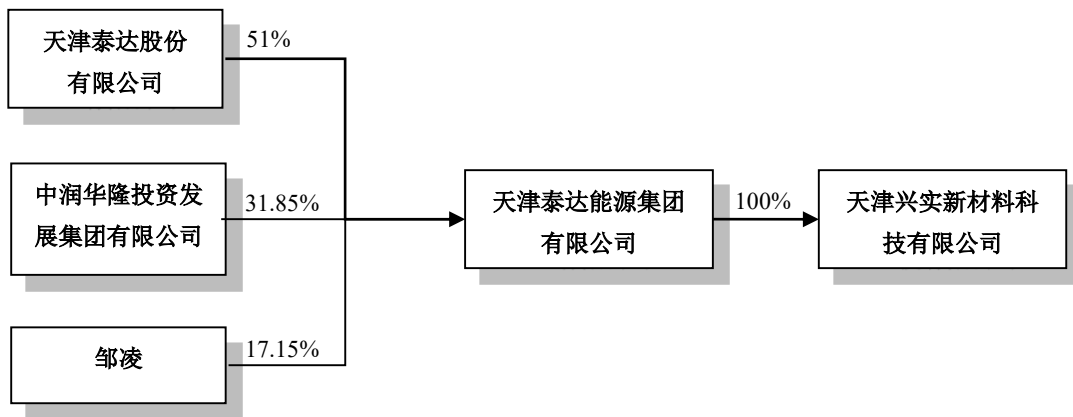 天津泰达股份
有限公司
51%
中润华隆投资发
展集团有限公司
31.85%
邹凌
17.15%
天津泰达能源集团
有限公司
100%
天津兴实新材料科
技有限公司